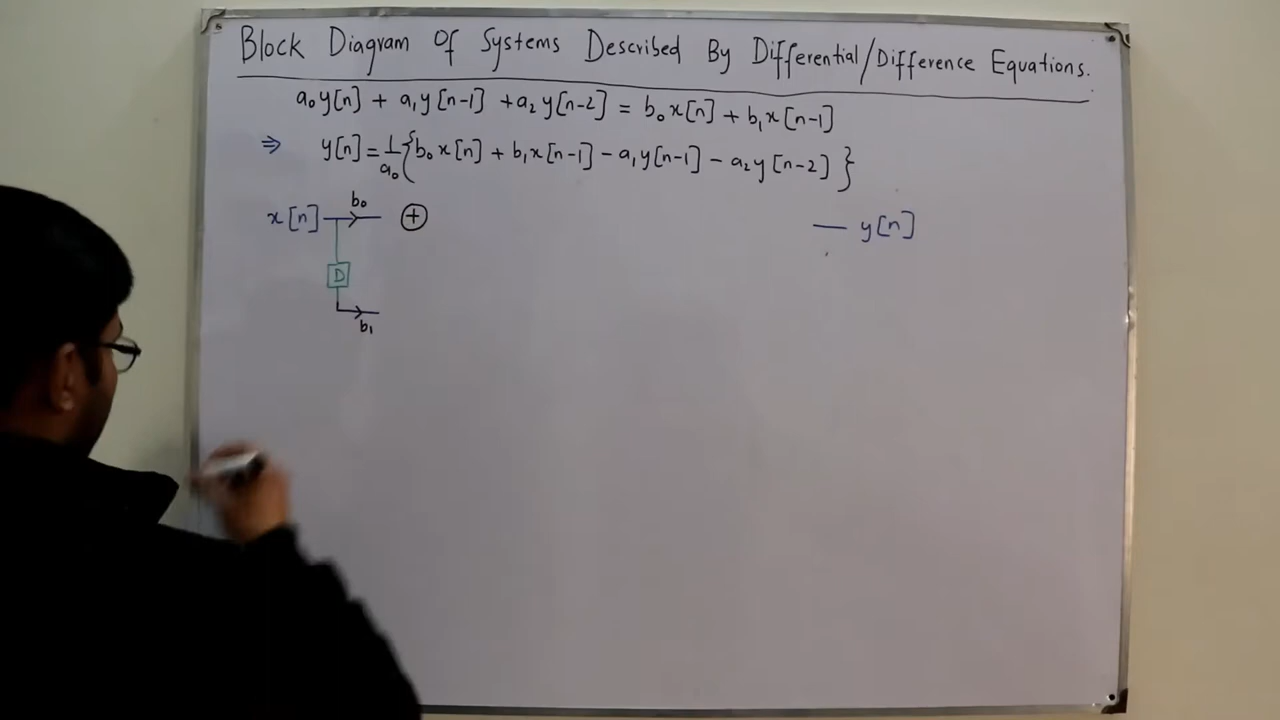 Block Diagram Of Systems Described By Differential/Difference Equations.
a₀y[n] + a₁y[n-1] + a₂y[n-2] = b₀x[n] + b₁x[n-1]
⇒ y[n] = 1/a₀ {b₀x[n] + b₁x[n-1] - a₁y[n-1] - a₂y[n-2]}
b₀
x[n] + y[n]
D
b₁